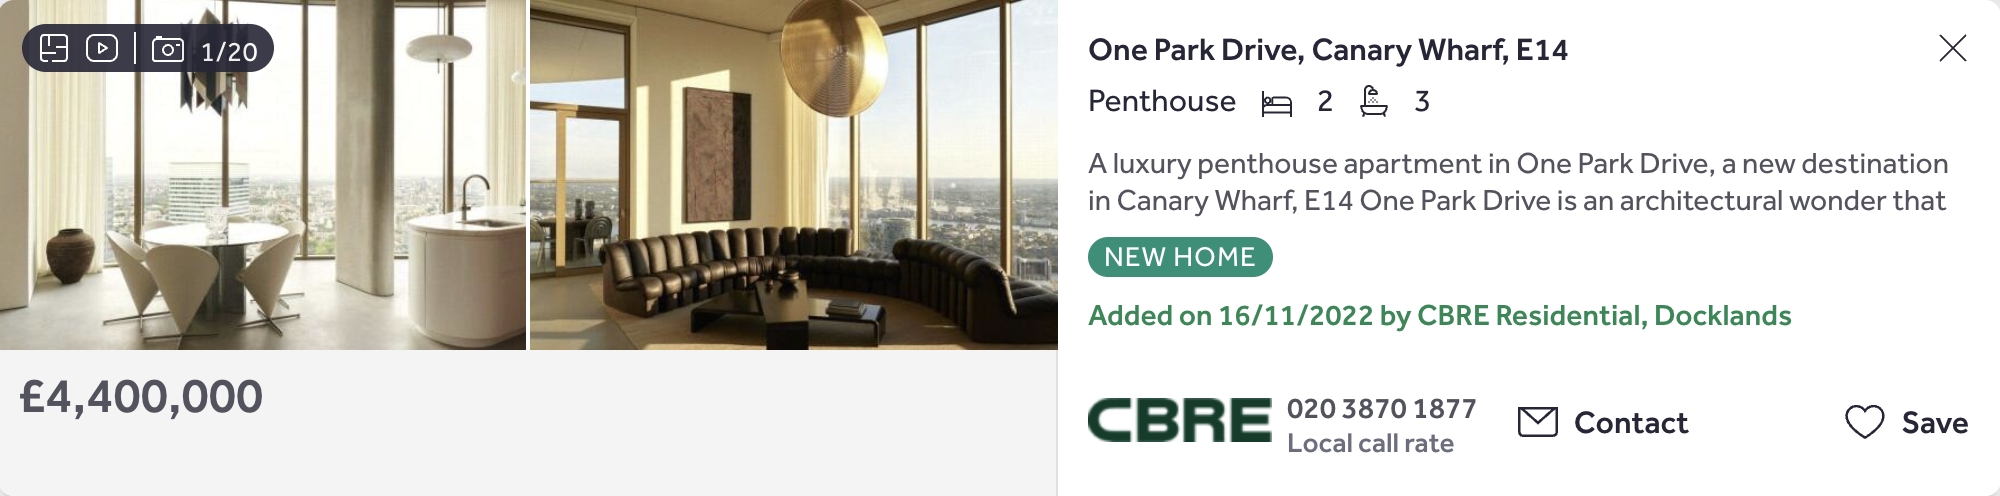 1/20
£4,400,000
One Park Drive, Canary Wharf, E14
Penthouse 2 3
A luxury penthouse apartment in One Park Drive, a new destination
in Canary Wharf, E14 One Park Drive is an architectural wonder that
NEW HOME
Added on 16/11/2022 by CBRE Residential, Docklands
CBRE
020 3870 1877
Local call rate
Contact
Save